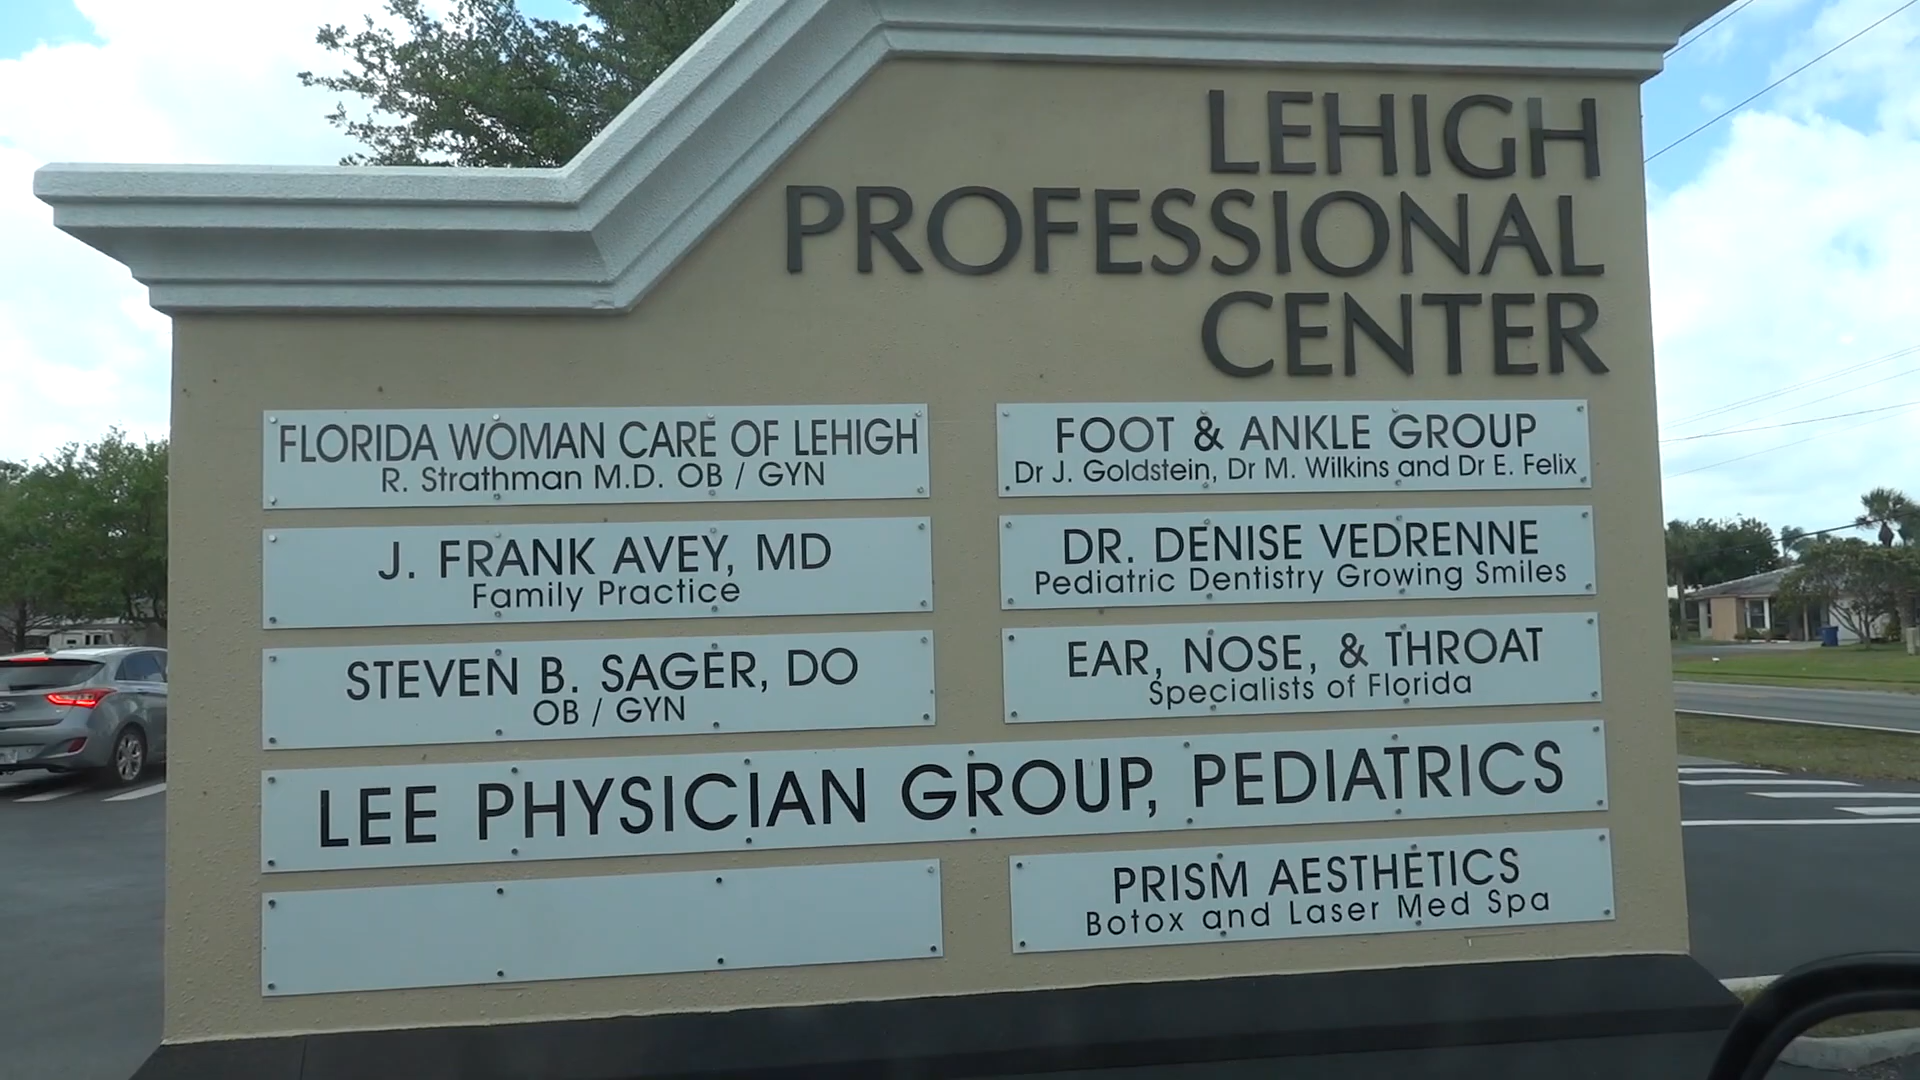 LEHIGH
PROFESSIONAL
CENTER
FLORIDA WOMAN CARE OF LEHIGH
R. Strathman M.D. OB / GYN
J. FRANK AVEY, MD
Family Practice
STEVEN B. SAGER, DO
OB / GYN
FOOT & ANKLE GROUP
Dr J. Goldstein, Dr M. Wilkins and Dr E. Felix
DR. DENISE VEDRENNE
Pediatric Dentistry Growing Smiles
EAR, NOSE, & THROAT
Specialists of Florida
LEE PHYSICIAN GROUP, PEDIATRICS
PRISM AESTHETICS
Botox and Laser Med Spa